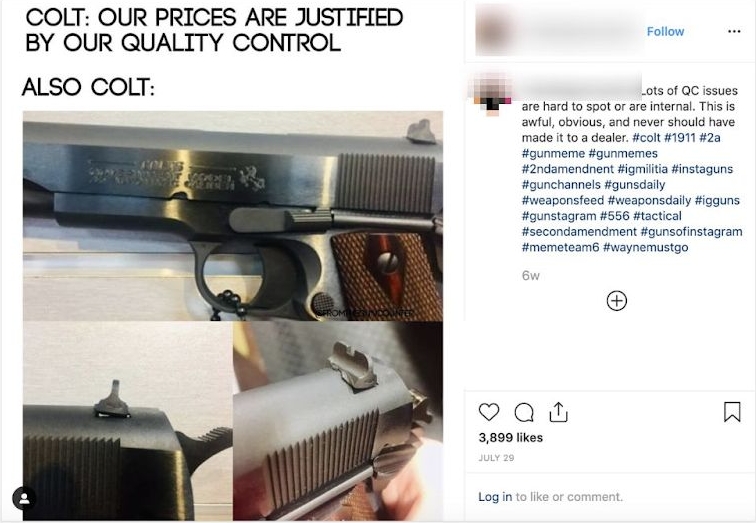 COLT: OUR PRICES ARE JUSTIFIED
BY OUR QUALITY CONTROL
ALSO COLT:
Follow
Lots of QC issues
are hard to spot or are internal. This is
awful, obvious, and never should have
made it to a dealer. #colt #1911 #2a
#gunmeme #gunmemes
#2ndamendnent #igmilitia #instaguns
#gunchannels #gunsdaily
#weaponsfeed #weaponsdaily #igguns
#gunstagram #556 #tactical
#secondamendment #gunsofinstagram
#memeteam6 #waynemustgo
6w
3,899 likes
JULY 29
Log in to like or comment.